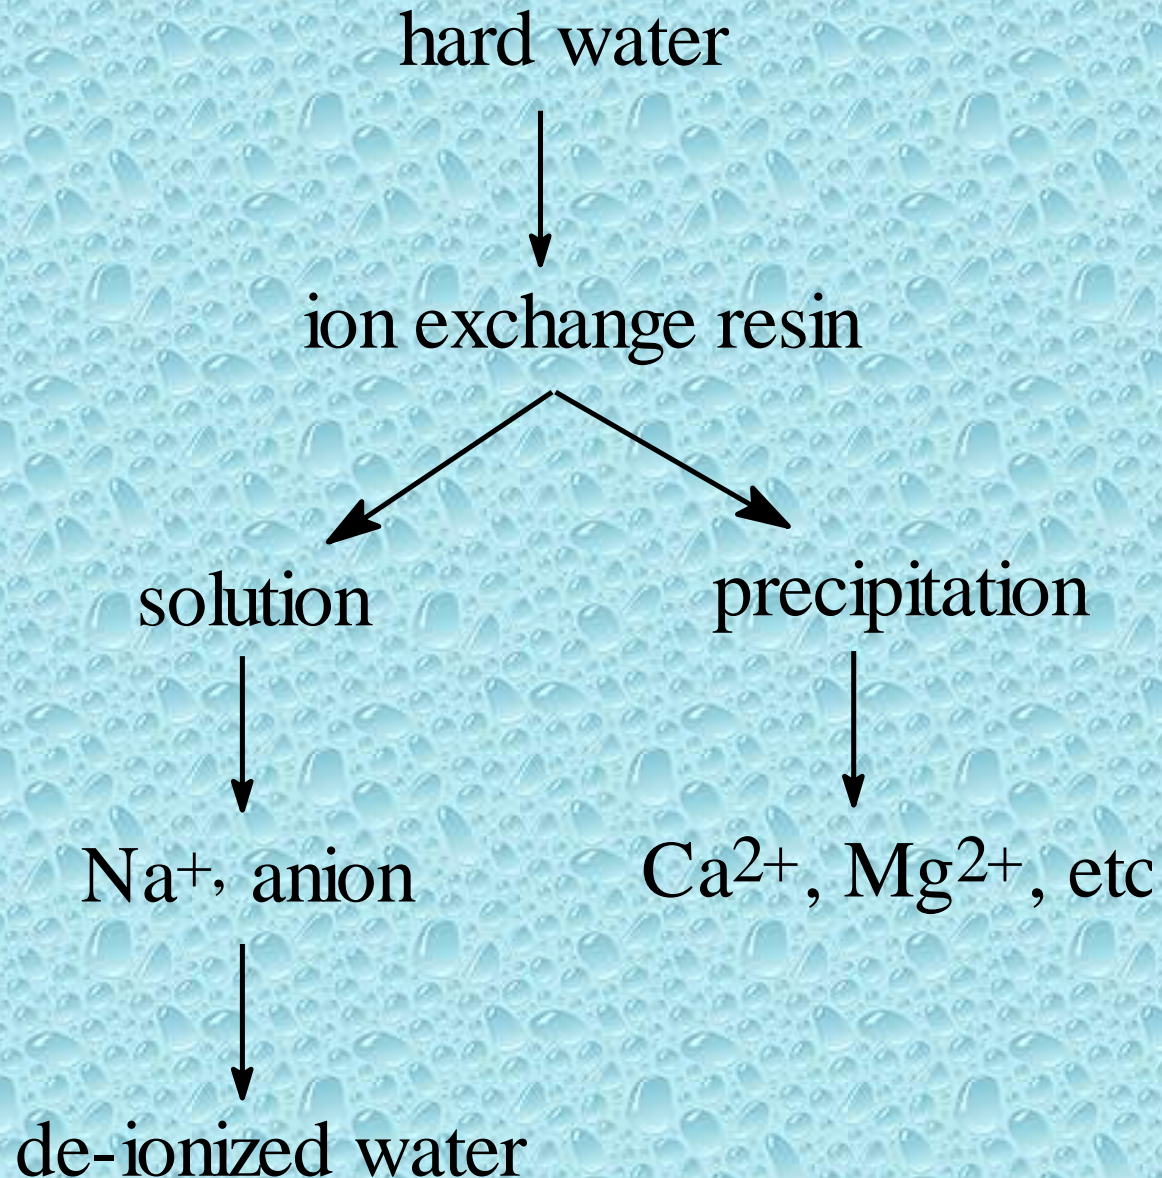 hard water
ion exchange resin
solution precipitation
Na⁺, anion Ca²⁺, Mg²⁺, etc
de-ionized water